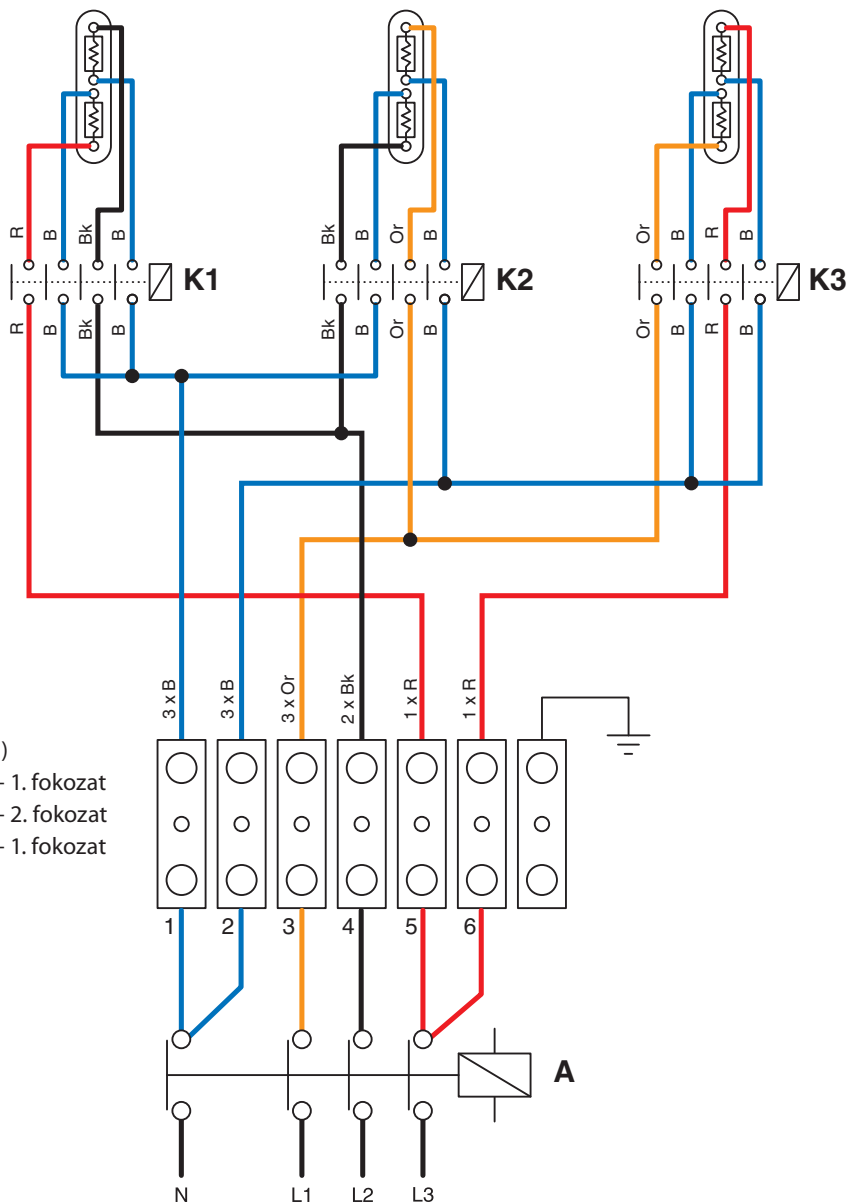 R B Bk B
K1
Bk B Or B
K2
Or B R B
K3
R B Bk B
Bk B Or B
Or B R B
3 x B
3 x B
3 x Or
2 x Bk
1 x R
1 x R
)
- 1. fokozat
- 2. fokozat
- 1. fokozat
1 2 3 4 5 6
A
N L1 L2 L3